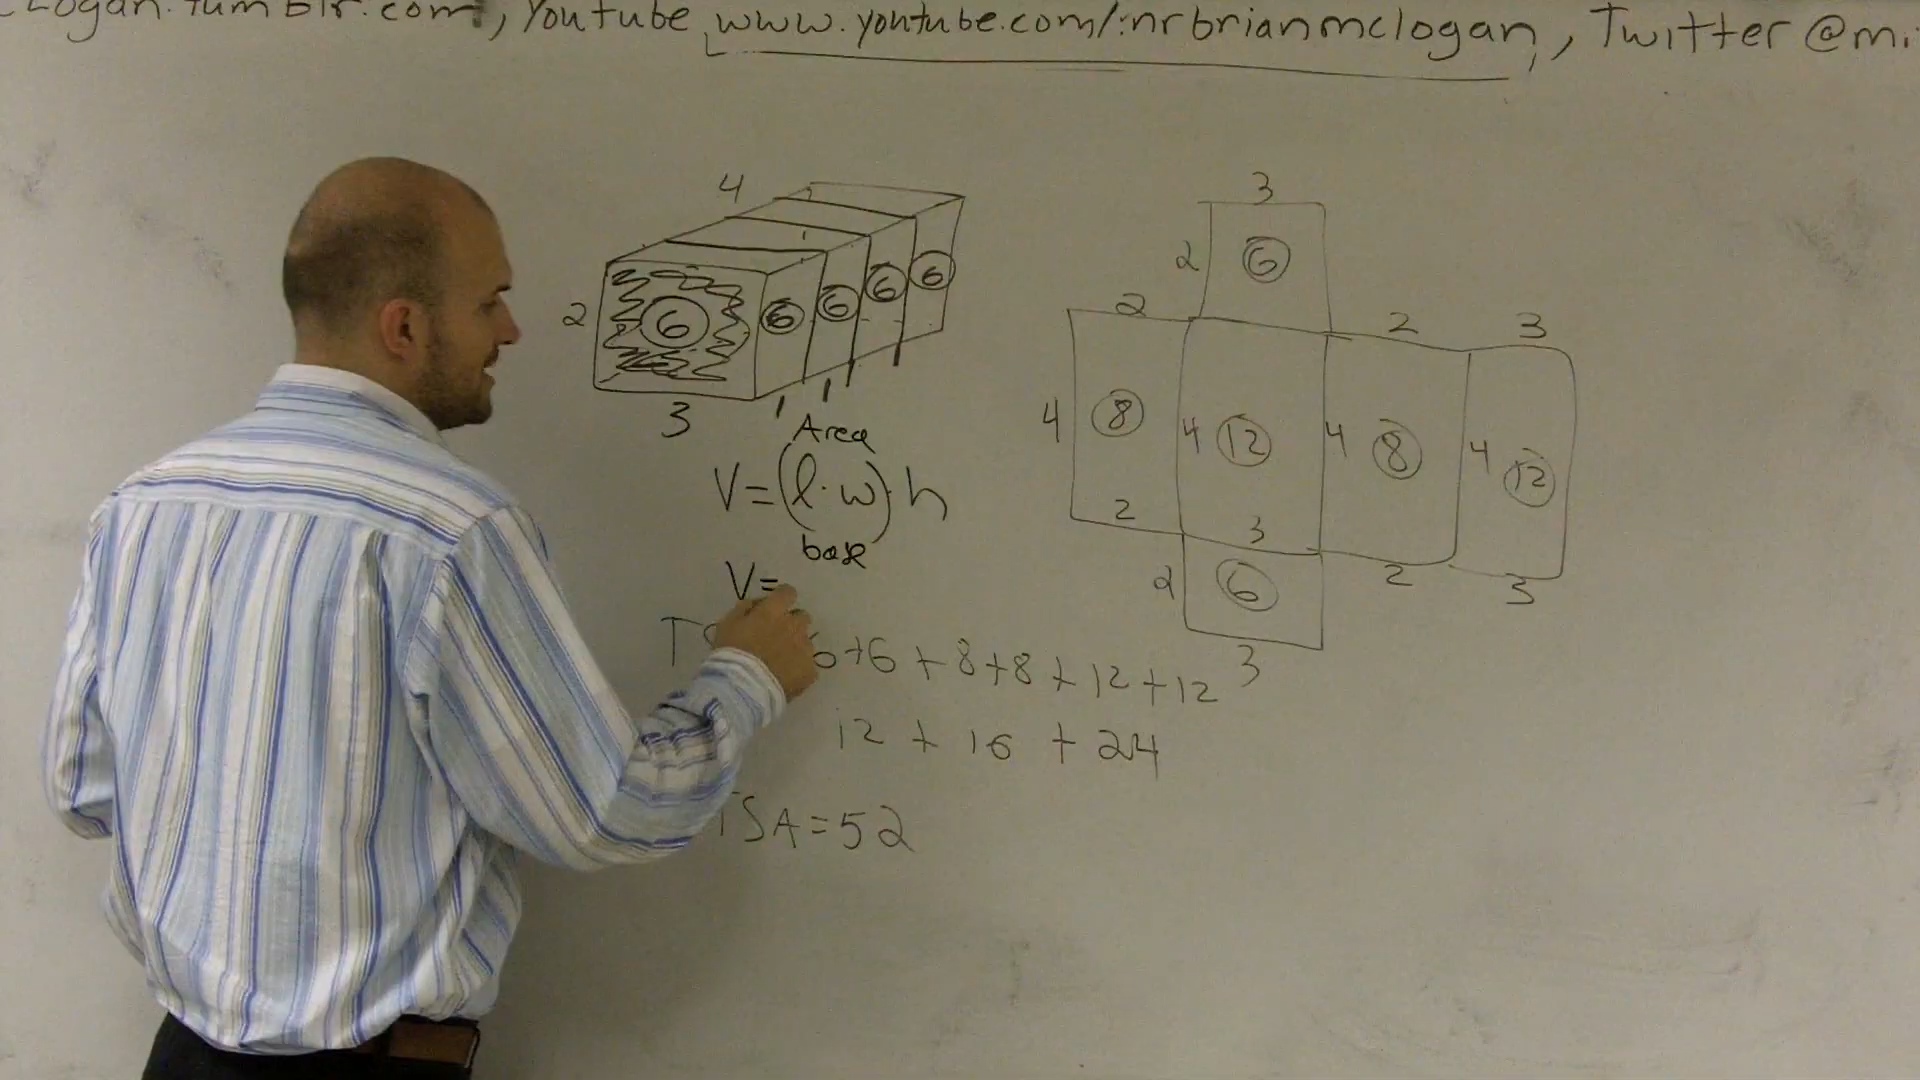 Logan.tumblr.com, Youtube www.youtube.com/mrbrianmclogan, Twitter @mi
4
3
6
2
6
2
6 6 6 6
2
2
2
3
3
4
8
4
12
4
8
4
12
Area
V=(l·w)·h
base
2
3
2
3
V=
2
6
TS 6+6+8+8+12+12
3
12 + 16 + 24
TSA=52